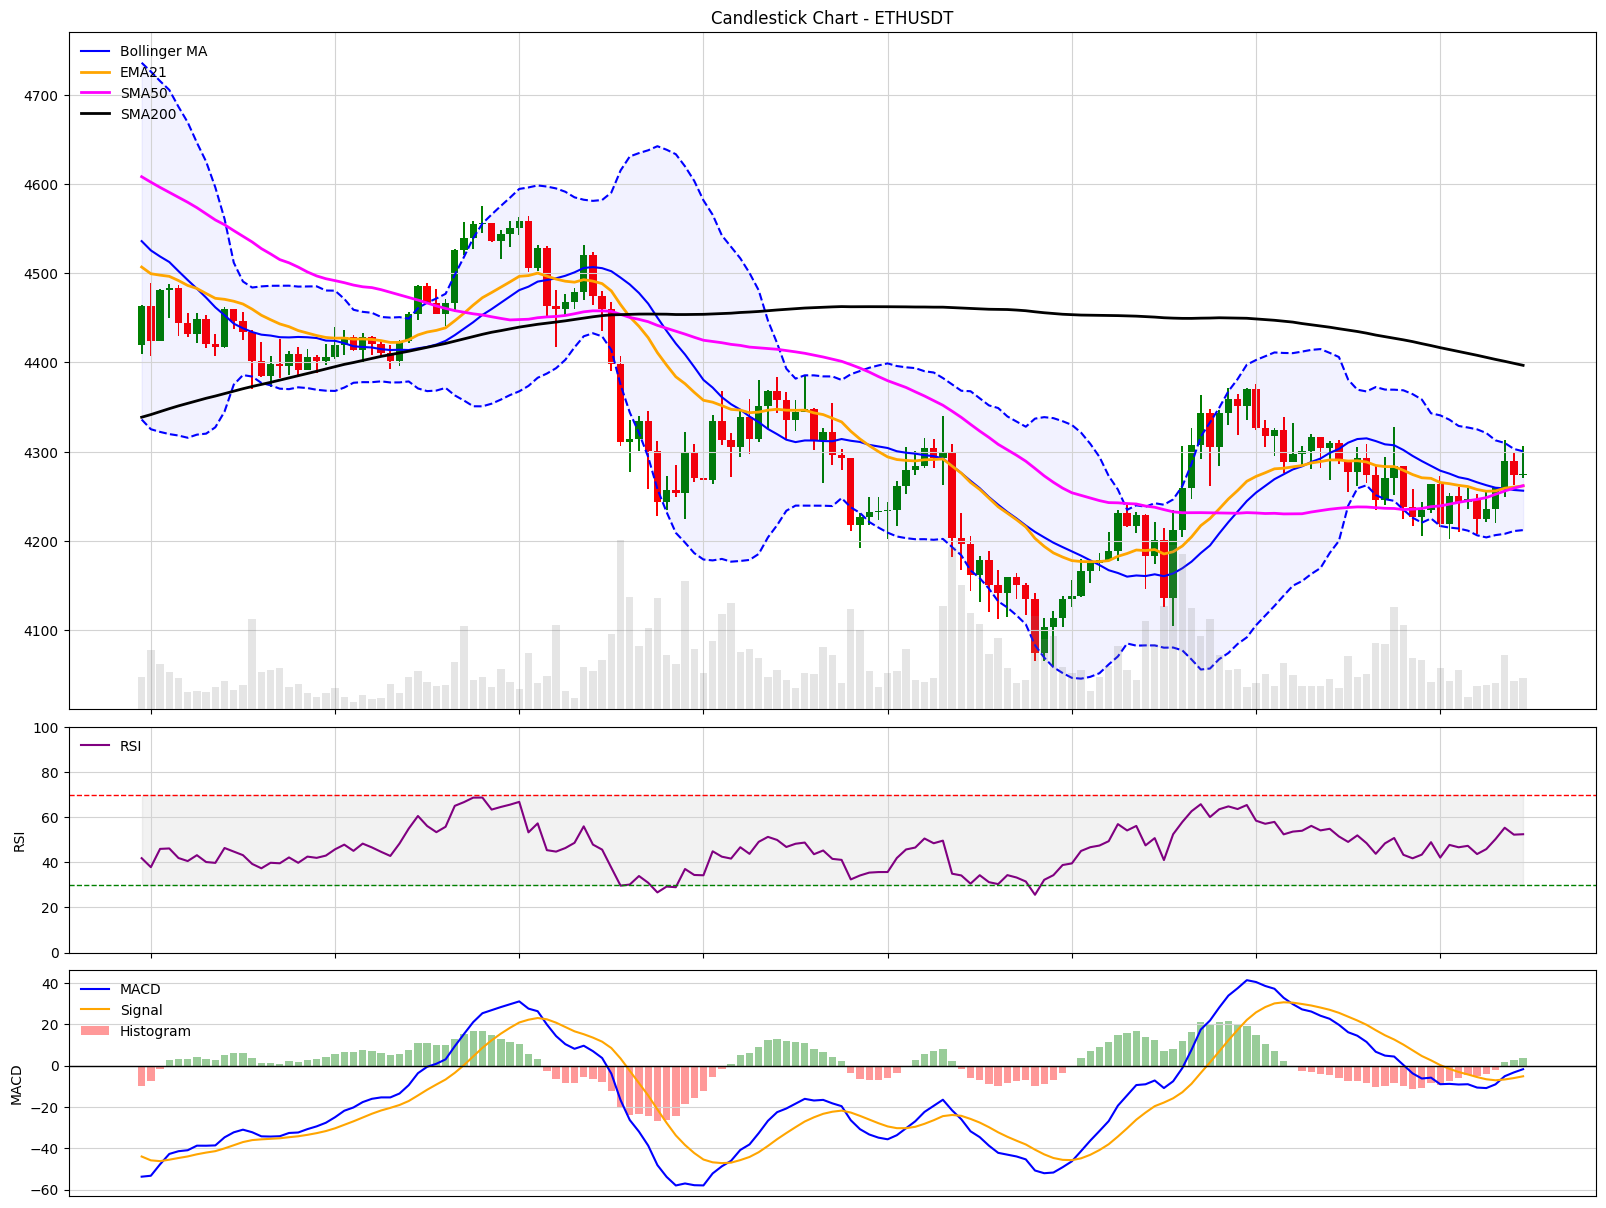 Candlestick Chart - ETHUSDT
Bollinger MA
EMA21
SMA50
SMA200
4700
4600
4500
4400
4300
4200
4100
RSI
100
80
60
40
20
0
RSI
MACD
Signal
Histogram
40
20
0
−20
−40
−60
MACD